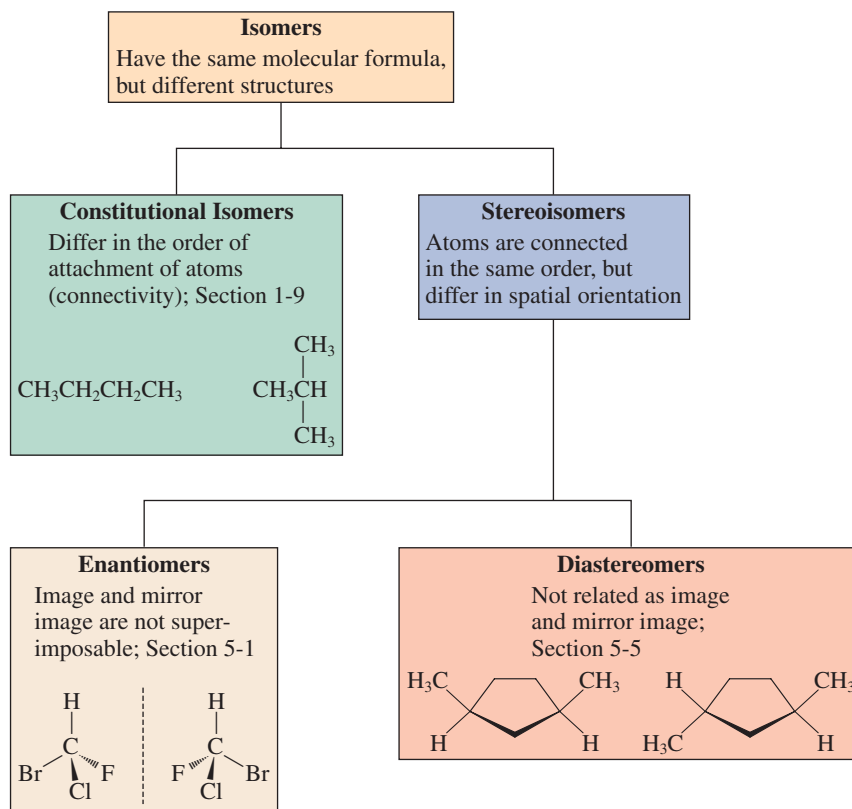 Isomers
Have the same molecular formula,
but different structures
Constitutional Isomers
Differ in the order of
attachment of atoms
(connectivity); Section 1-9
CH₃CH₂CH₂CH₃
CH₃
CH₃CH
CH₃
Stereoisomers
Atoms are connected
in the same order, but
differ in spatial orientation
Enantiomers
Image and mirror
image are not super-
imposable; Section 5-1
H
C
Br F
Cl
H
C
F Br
Cl
Diastereomers
Not related as image
and mirror image;
Section 5-5
H₃C CH₃
H H
H CH₃
H₃C H